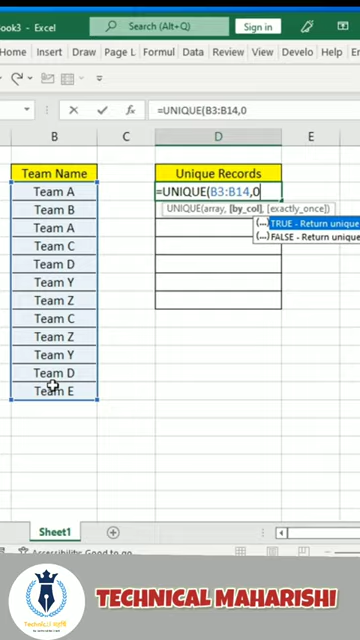 Book3 - Excel
Search (Alt+Q)
Sign in
Home Insert Draw Page L Formul Data Review View Develo Help
=UNIQUE(B3:B14,0
B C D E
Team Name Unique Records
Team A =UNIQUE(B3:B14,0
Team B UNIQUE(array, [by_col], [exactly_once])
Team A (...)TRUE - Return unique
Team C (...)FALSE - Return unique
Team D
Team Y
Team Z
Team C
Team Z
Team Y
Team D
Team E
Sheet1
Accessibility: Good to go
TECHNICAL MAHARISHI